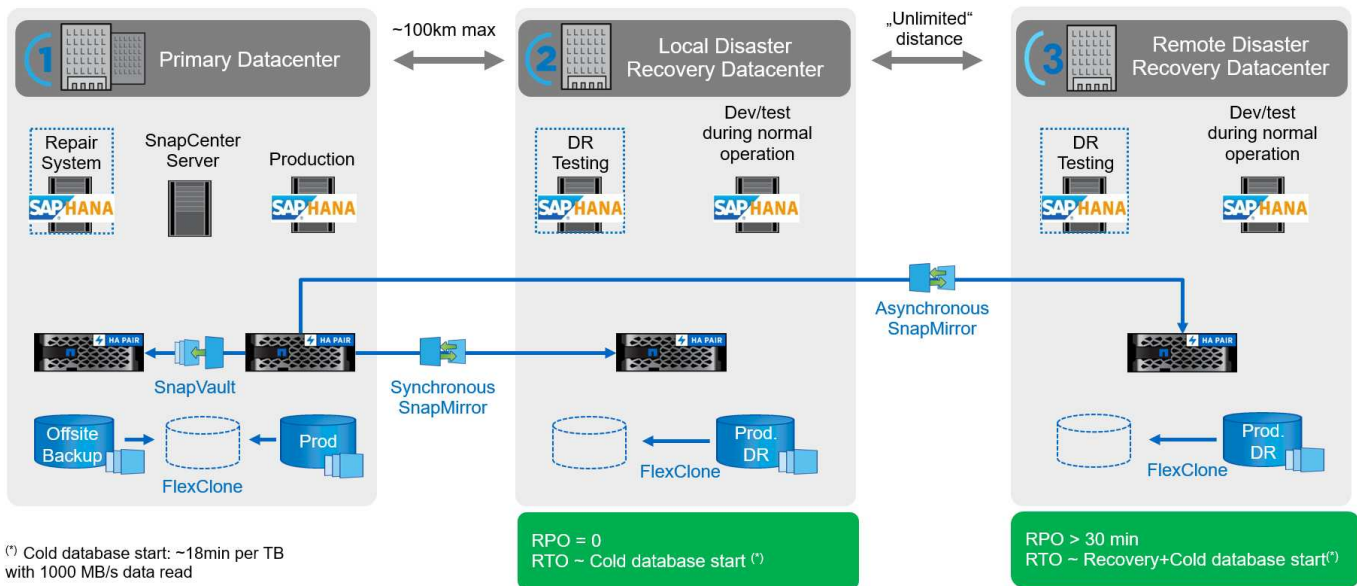 1
Primary Datacenter
~100km max
2
Local Disaster
Recovery Datacenter
„Unlimited“
distance
3
Remote Disaster
Recovery Datacenter
Repair
System
SAP HANA
SnapCenter
Server
Production
SAP HANA
DR
Testing
SAP HANA
Dev/test
during normal
operation
SAP HANA
DR
Testing
SAP HANA
Dev/test
during normal
operation
SAP HANA
Asynchronous
SnapMirror
HA PAIR
SnapVault
HA PAIR
Synchronous
SnapMirror
HA PAIR
HA PAIR
Offsite
Backup
FlexClone
Prod
FlexClone
Prod.
DR
FlexClone
Prod.
DR
(*) Cold database start: ~18min per TB
with 1000 MB/s data read
RPO = 0
RTO ~ Cold database start (*)
RPO > 30 min
RTO ~ Recovery+Cold database start(*)